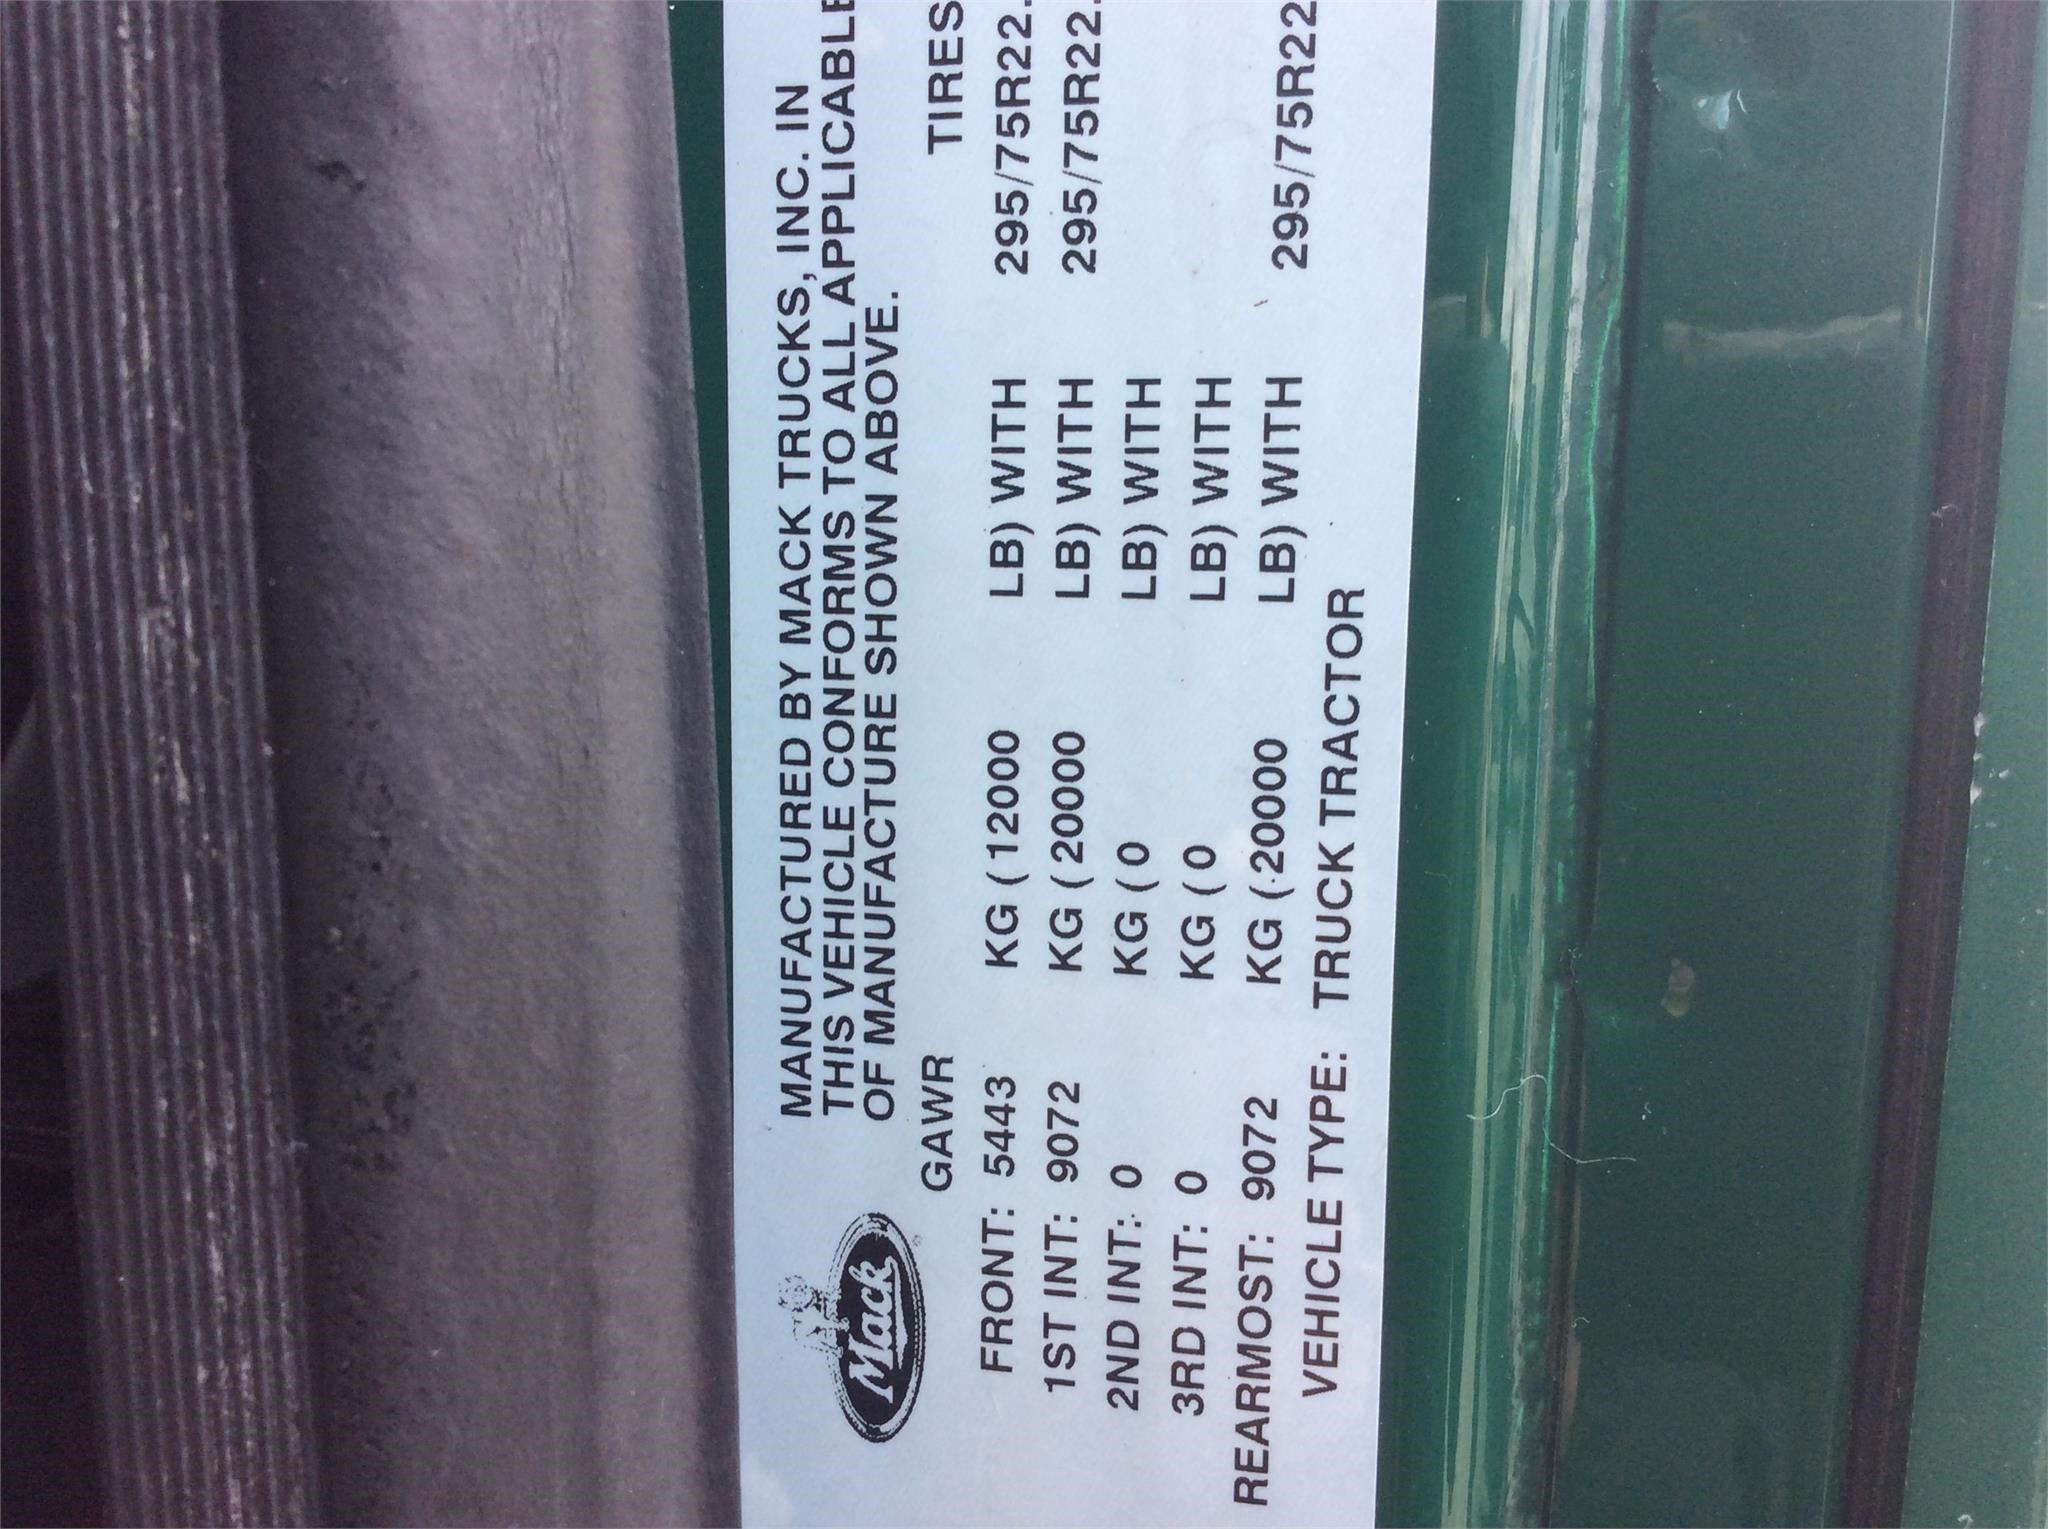 Mack
MANUFACTURED BY MACK TRUCKS, INC. IN
THIS VEHICLE CONFORMS TO ALL APPLICABLE
OF MANUFACTURE SHOWN ABOVE.
GAWR TIRES
FRONT: 5443 KG ( 12000 LB) WITH 295/75R22.
1ST INT: 9072 KG ( 20000 LB) WITH 295/75R22.
2ND INT: 0 KG ( 0 LB) WITH
3RD INT: 0 KG ( 0 LB) WITH
REARMOST: 9072 KG ( 20000 LB) WITH 295/75R22
VEHICLE TYPE: TRUCK TRACTOR